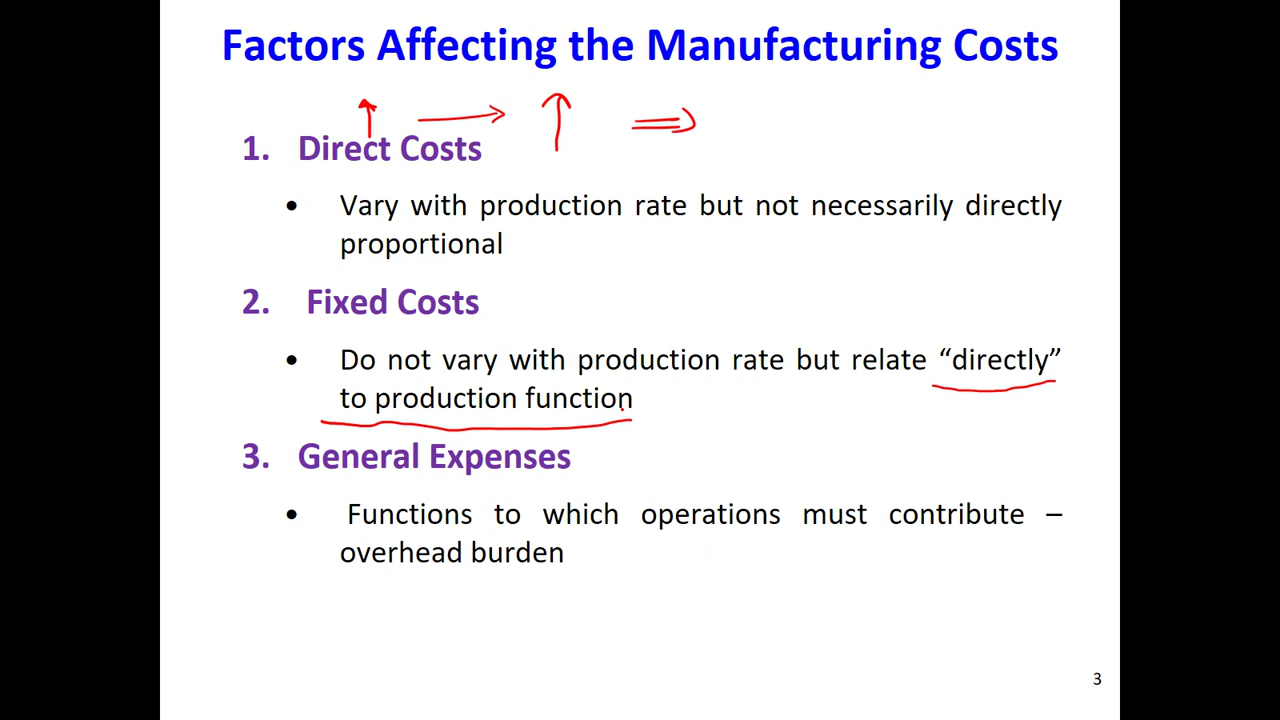 Factors Affecting the Manufacturing Costs
1. Direct Costs
• Vary with production rate but not necessarily directly
proportional
2. Fixed Costs
• Do not vary with production rate but relate “directly”
to production function
3. General Expenses
• Functions to which operations must contribute –
overhead burden
3